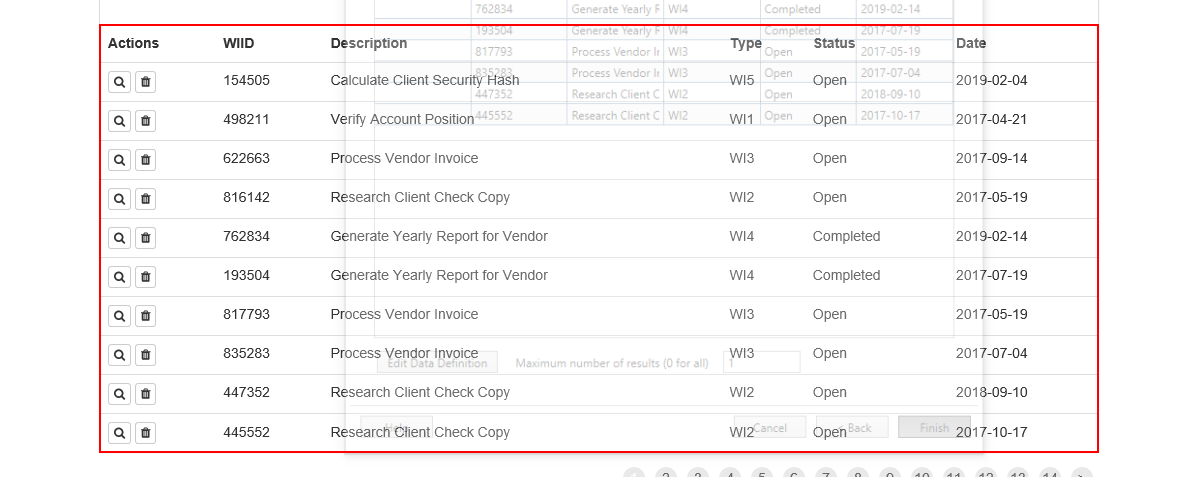 762834 Generate Yearly R WI4 Completed 2019-02-14
193504 Generate Yearly R WI4 Completed 2017-07-19
Actions WIID Description Type Status Date
817793 Process Vendor In WI3 Open 2017-05-19
835283 Process Vendor In WI3 Open 2017-07-04
154505 Calculate Client Security Hash WI5 Open 2019-02-04
447352 Research Client C WI2 Open 2018-09-10
445552 Research Client C WI2 Open 2017-10-17
498211 Verify Account Position WI1 Open 2017-04-21
622663 Process Vendor Invoice WI3 Open 2017-09-14
816142 Research Client Check Copy WI2 Open 2017-05-19
762834 Generate Yearly Report for Vendor WI4 Completed 2019-02-14
193504 Generate Yearly Report for Vendor WI4 Completed 2017-07-19
817793 Process Vendor Invoice WI3 Open 2017-05-19
835283 Process Vendor Invoice WI3 Open 2017-07-04
Edit Data Definition Maximum number of results (0 for all) 1
447352 Research Client Check Copy WI2 Open 2018-09-10
Cancel < Back Finish
445552 Research Client Check Copy WI2 Open 2017-10-17
1 2 3 4 5 6 7 8 9 10 11 12 13 14 >